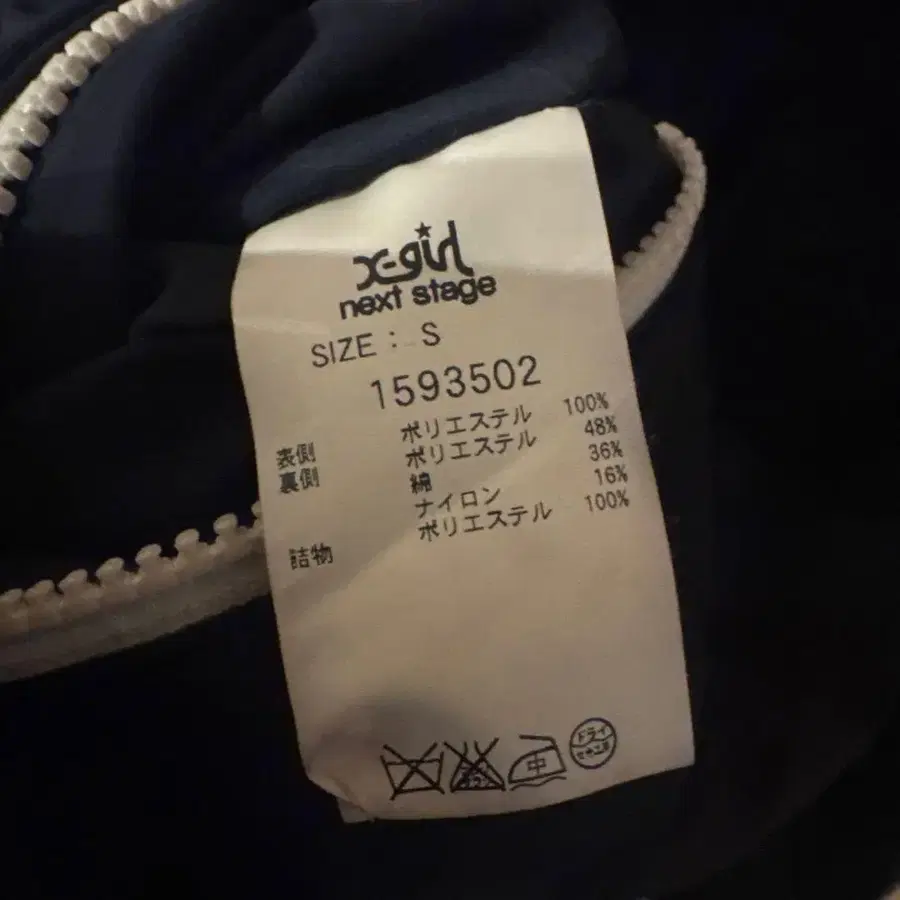 X-girl
next stage
SIZE : S
1593502
表側 ポリエステル 100%
裏側 ポリエステル 48%
綿 36%
ナイロン 16%
詰物 ポリエステル 100%
中
ドライ